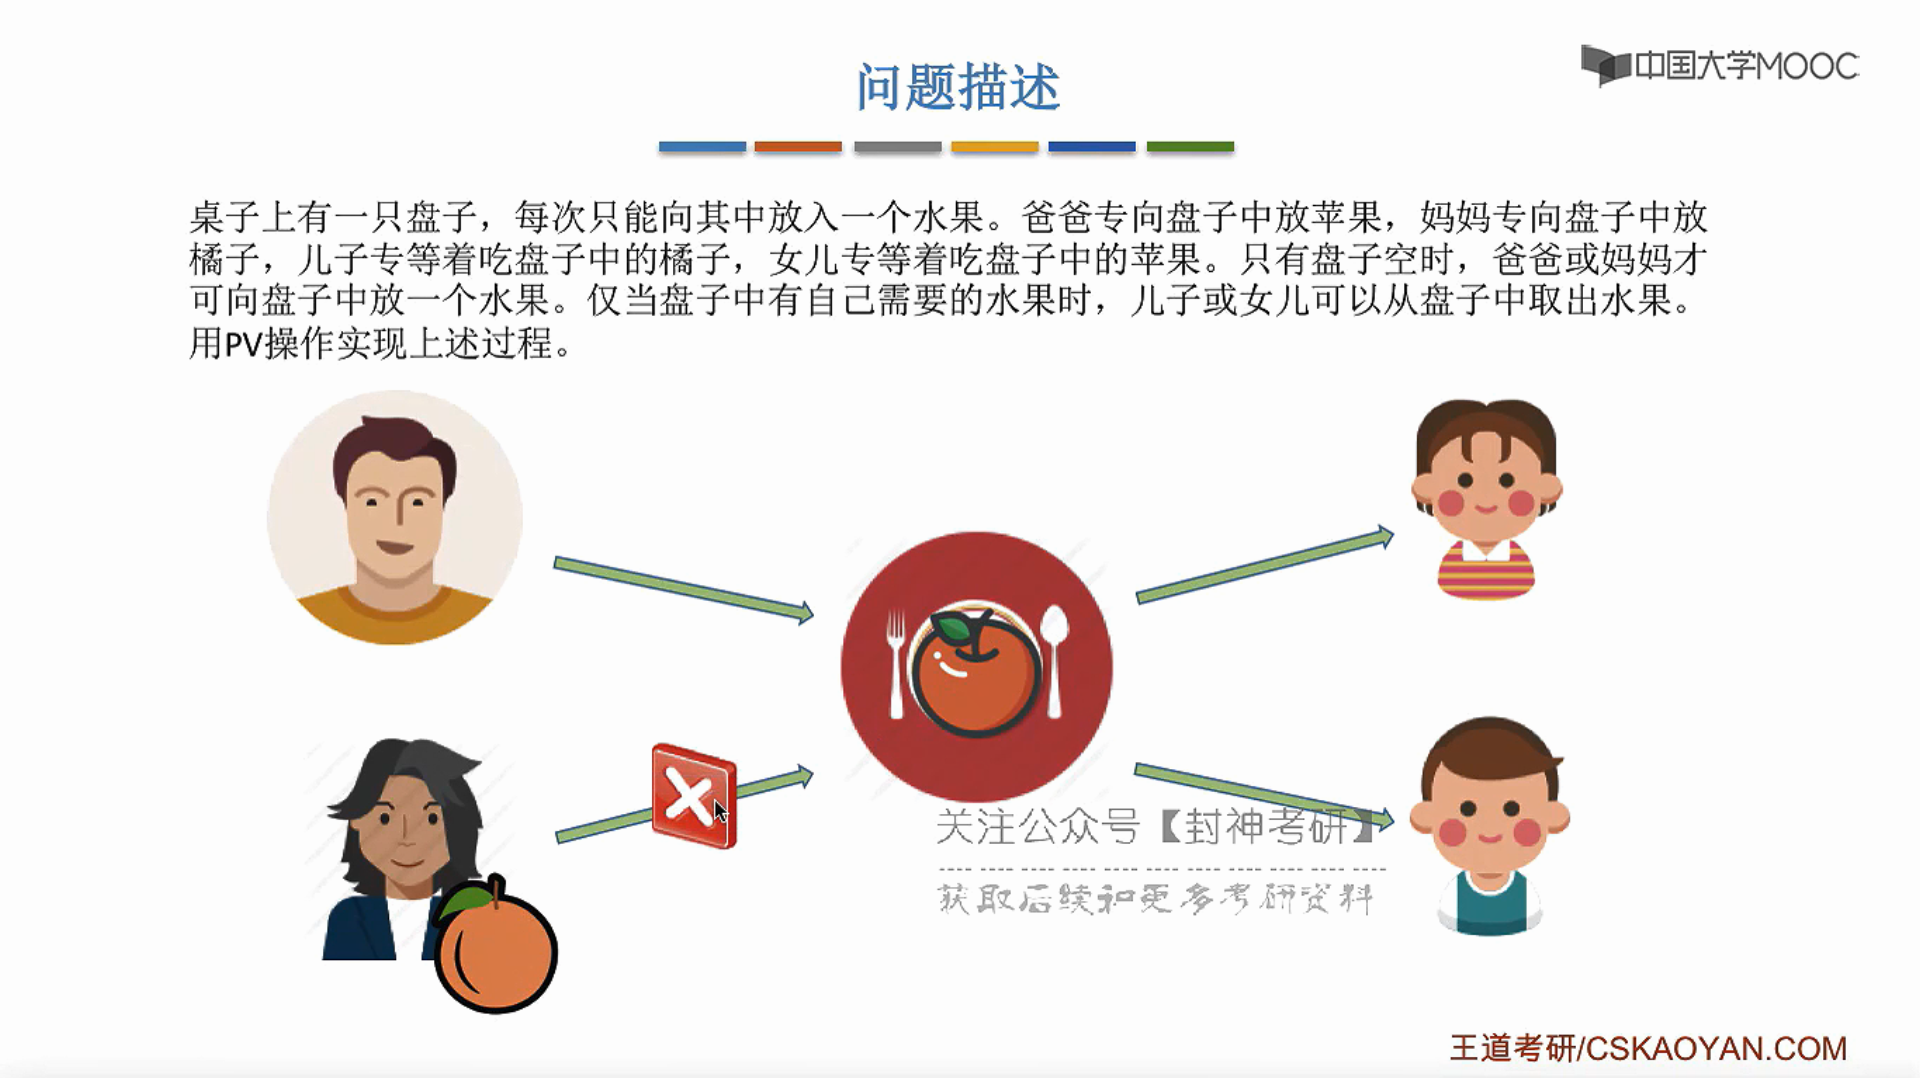 问题描述
中国大学MOOC
桌子上有一只盘子，每次只能向其中放入一个水果。爸爸专向盘子中放苹果，妈妈专向盘子中放
橘子，儿子专等着吃盘子中的橘子，女儿专等着吃盘子中的苹果。只有盘子空时，爸爸或妈妈才
可向盘子中放一个水果。仅当盘子中有自己需要的水果时，儿子或女儿可以从盘子中取出水果。
用PV操作实现上述过程。
关注公众号【封神考研】
获取后续和更多考研资料
王道考研/CSKAOYAN.COM